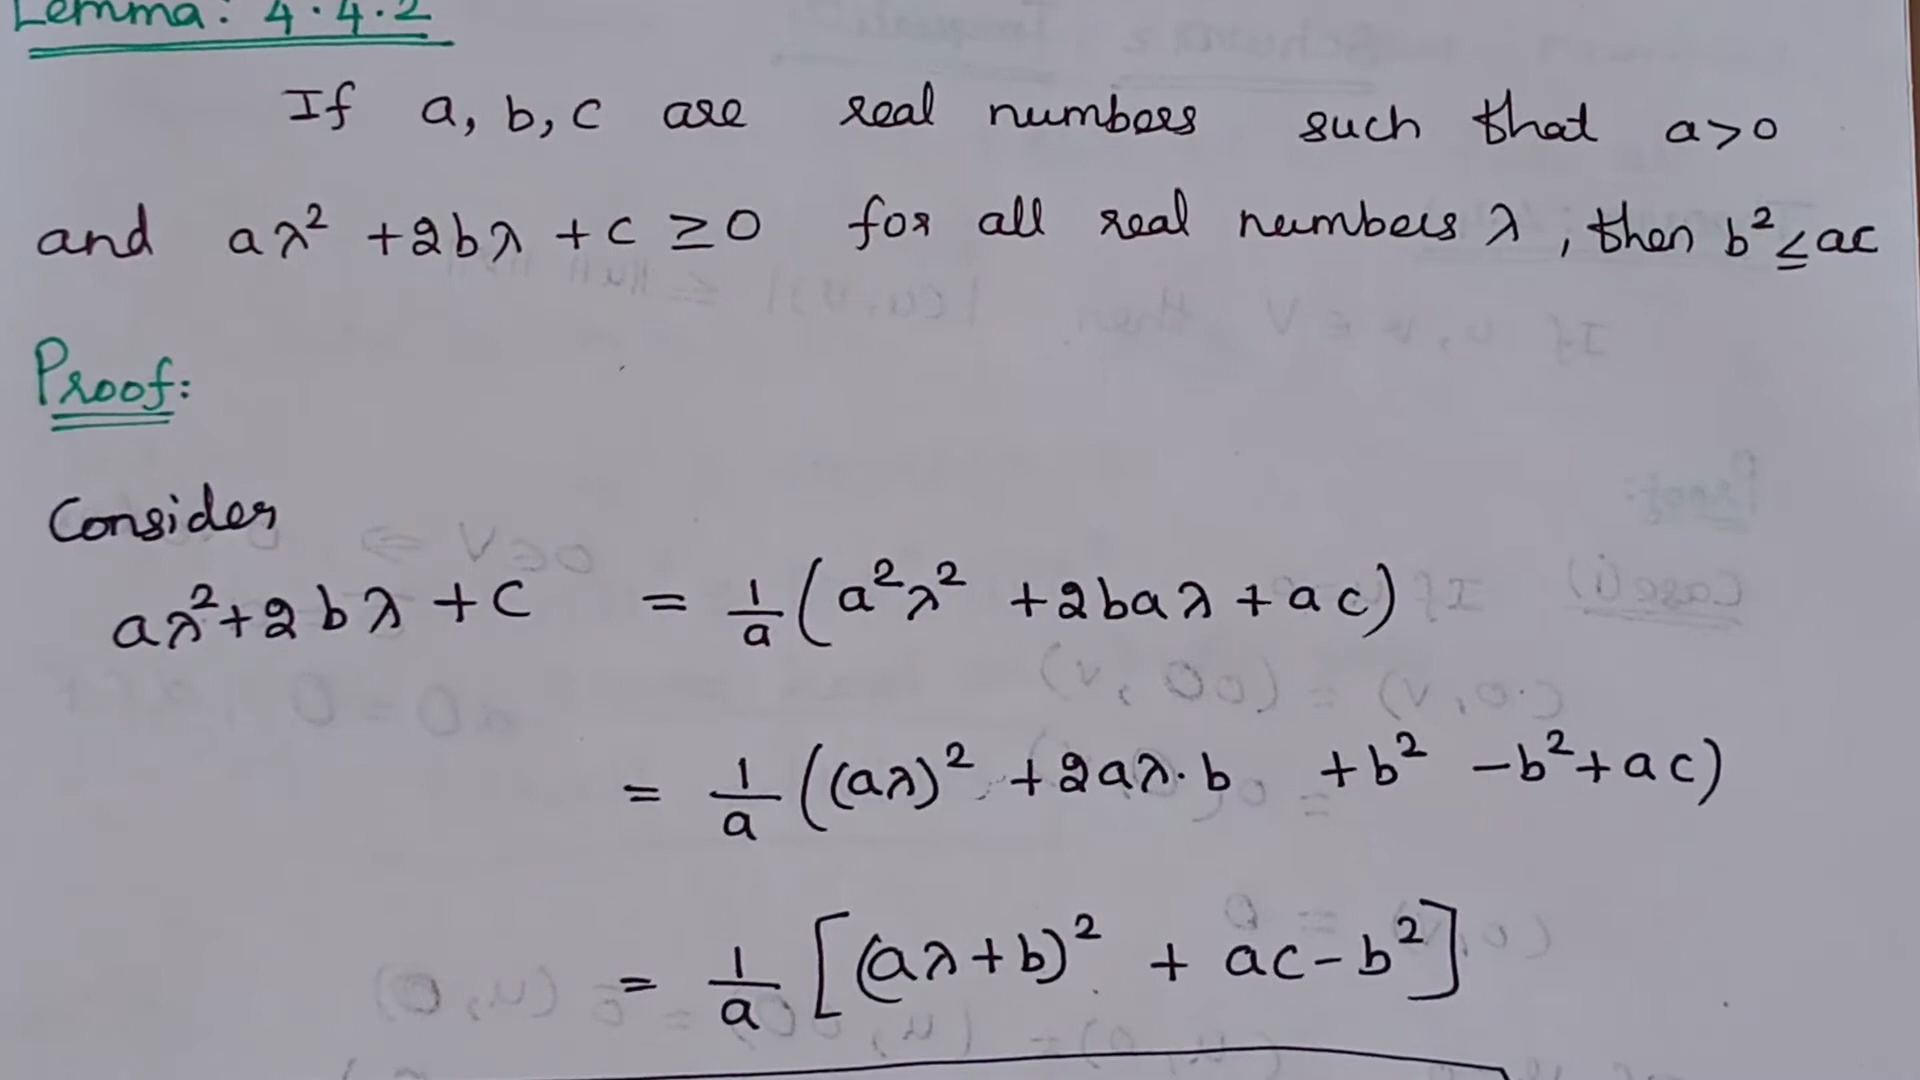 Lemma: 4.4.2
If a, b, c are real numbers such that a>0
and aλ² +2bλ +c ≥0 for all real numbers λ, then b² ≤ ac
Proof:
Consider
aλ²+2bλ +c = 1/a (a²λ² +2baλ +ac)
= 1/a ((aλ)² +2aλ·b +b² -b²+ac)
= 1/a [(aλ+b)² + ac-b²]